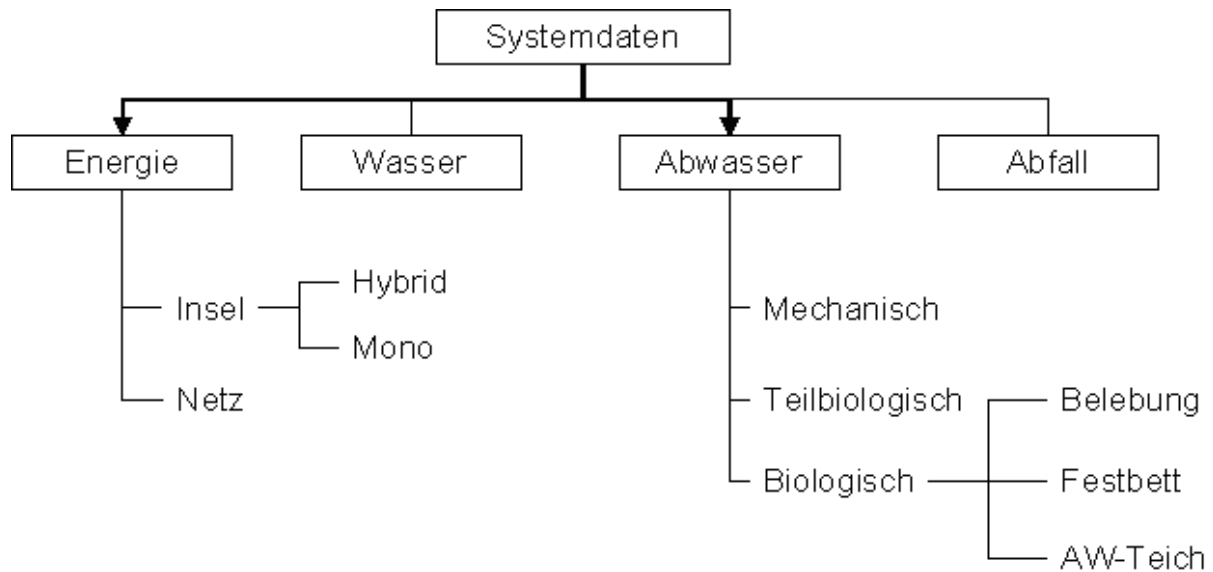 Systemdaten
Energie
Wasser
Abwasser
Abfall
Insel
Hybrid
Mono
Netz
Mechanisch
Teilbiologisch
Biologisch
Belebung
Festbett
AW-Teich